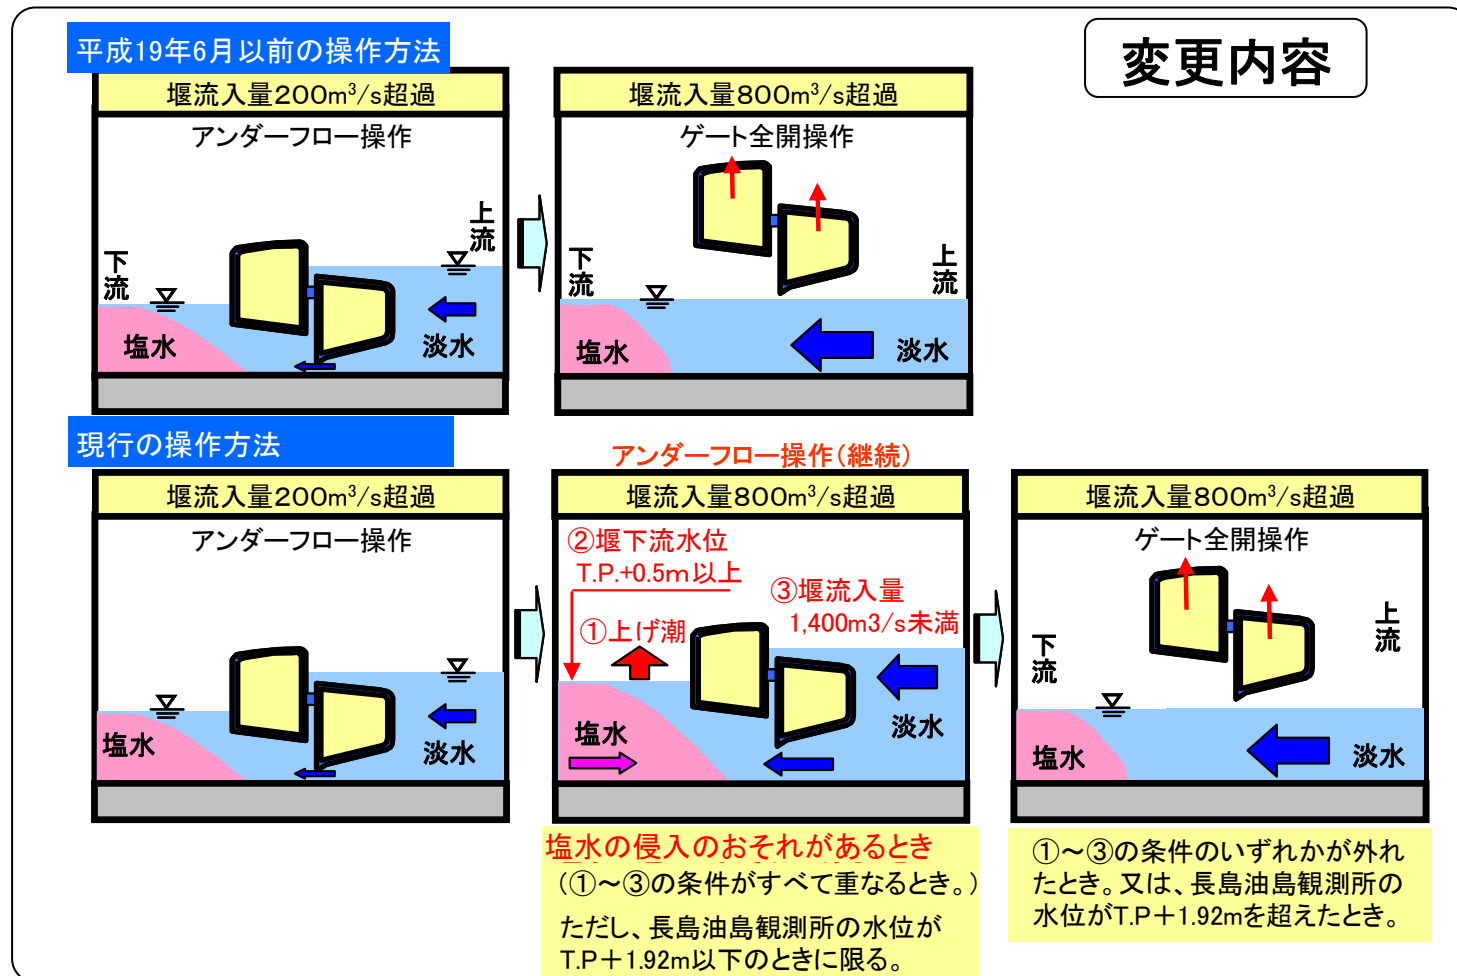 変更内容
平成19年6月以前の操作方法
堰流入量200m³/s超過
アンダーフロー操作
上流
下流
塩水
淡水
堰流入量800m³/s超過
ゲート全開操作
下流
上流
塩水
淡水
現行の操作方法
堰流入量200m³/s超過
アンダーフロー操作
塩水
淡水
アンダーフロー操作(継続)
堰流入量800m³/s超過
②堰下流水位
T.P.+0.5m以上
③堰流入量
1,400m3/s未満
①上げ潮
塩水
淡水
塩水の侵入のおそれがあるとき
(①～③の条件がすべて重なるとき。)
ただし、長島油島観測所の水位が
T.P＋1.92m以下のときに限る。
堰流入量800m³/s超過
ゲート全開操作
上流
下流
塩水
淡水
①～③の条件のいずれかが外れ
たとき。又は、長島油島観測所の
水位がT.P＋1.92mを超えたとき。